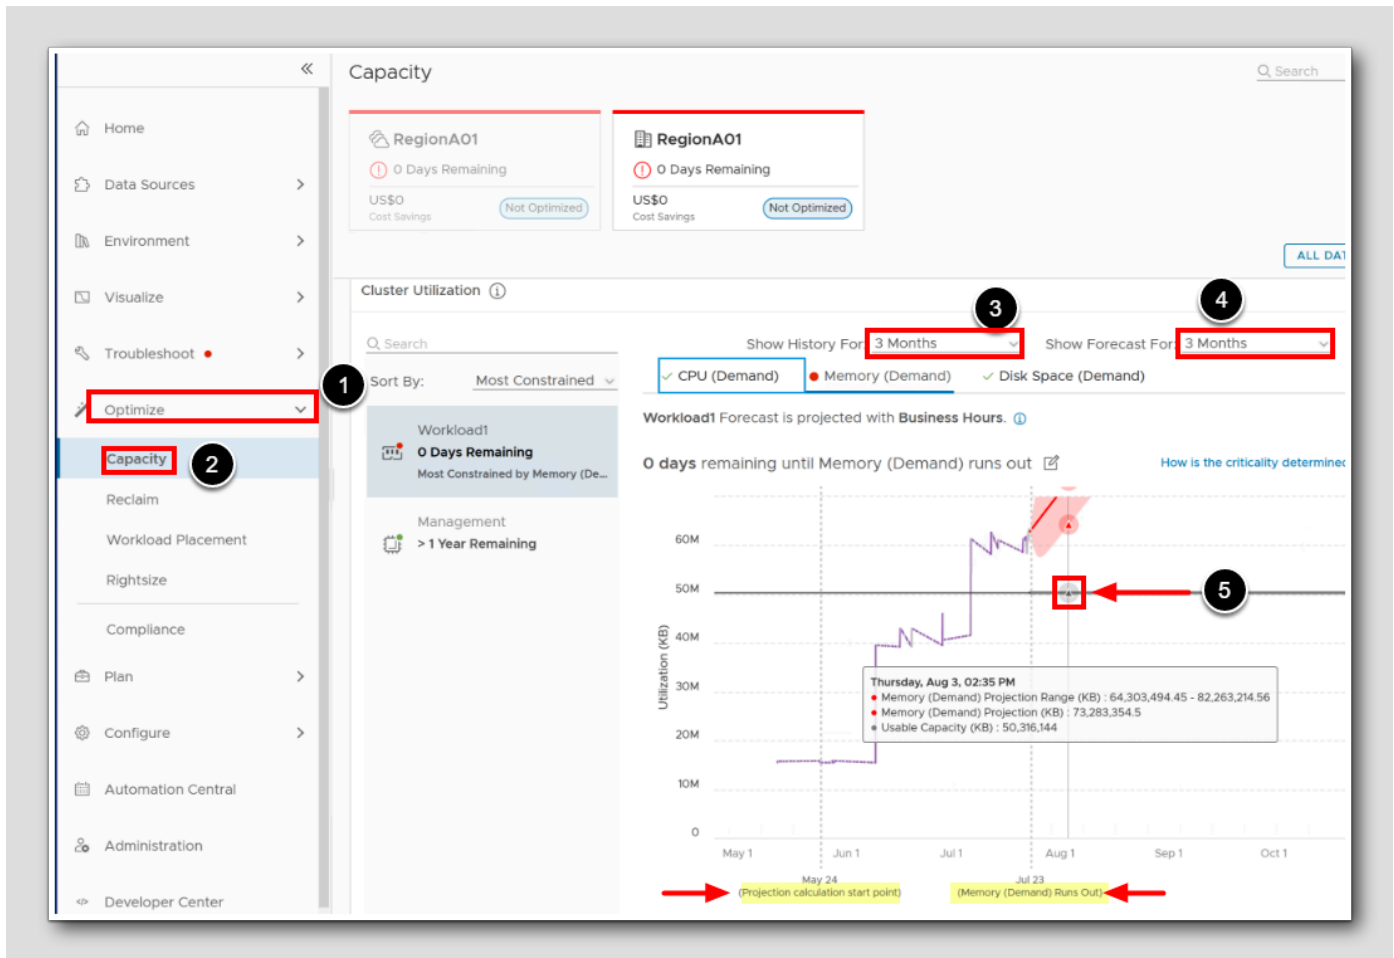 «
Capacity
Search
Home
Data Sources
Environment
Visualize
Troubleshoot
Optimize
Capacity
Reclaim
Workload Placement
Rightsize
Compliance
Plan
Configure
Automation Central
Administration
Developer Center
1
2
RegionA01
0 Days Remaining
US$0
Cost Savings
Not Optimized
RegionA01
0 Days Remaining
US$0
Cost Savings
Not Optimized
ALL DAT
Cluster Utilization
3
4
Search
Show History For: 3 Months
Show Forecast For: 3 Months
Sort By: Most Constrained
CPU (Demand)
Memory (Demand)
Disk Space (Demand)
Workload1
0 Days Remaining
Most Constrained by Memory (De...
Management
> 1 Year Remaining
Workload1 Forecast is projected with Business Hours.
0 days remaining until Memory (Demand) runs out
How is the criticality determined
Utilization (KB)
60M
50M
40M
30M
20M
10M
0
5
Thursday, Aug 3, 02:35 PM
Memory (Demand) Projection Range (KB) : 64,303,494.45 - 82,263,214.56
Memory (Demand) Projection (KB) : 73,283,354.5
Usable Capacity (KB) : 50,316,144
May 1
Jun 1
Jul 1
Aug 1
Sep 1
Oct 1
May 24
(Projection calculation start point)
Jul 23
(Memory (Demand) Runs Out)